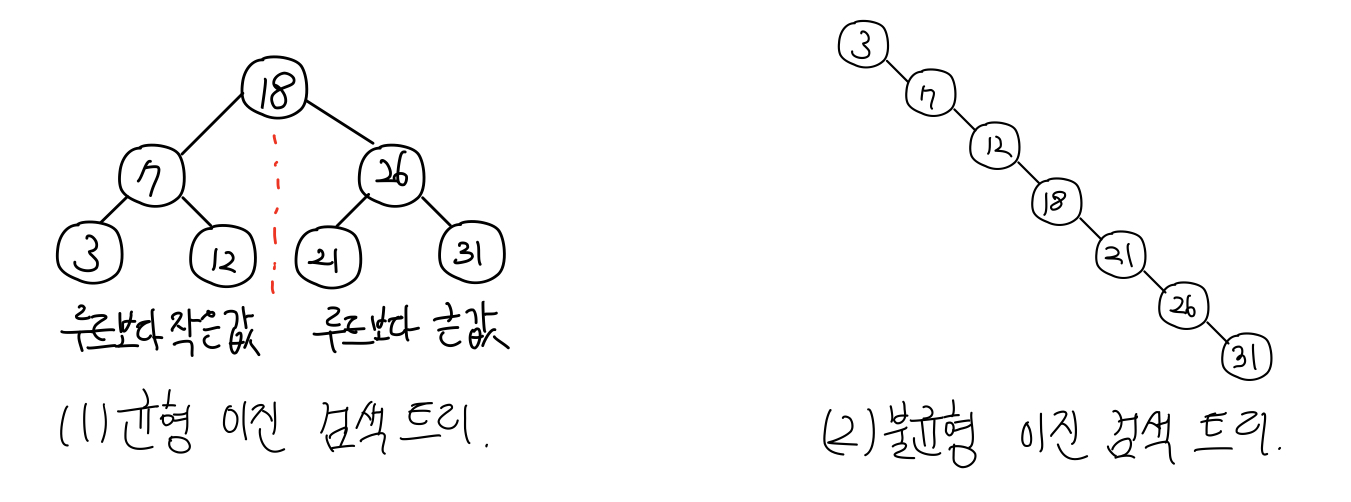 18
7 26
3 12 21 31
루트보다 작은값 루트보다 큰값
(1) 균형 이진 검색 트리.
3
7
12
18
21
26
31
(2) 불균형 이진 검색 트리.